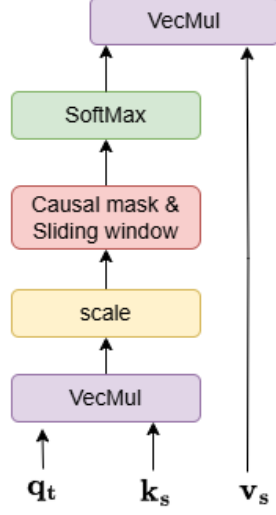 VecMul
SoftMax
Causal mask &
Sliding window
scale
VecMul
q_t k_s v_s